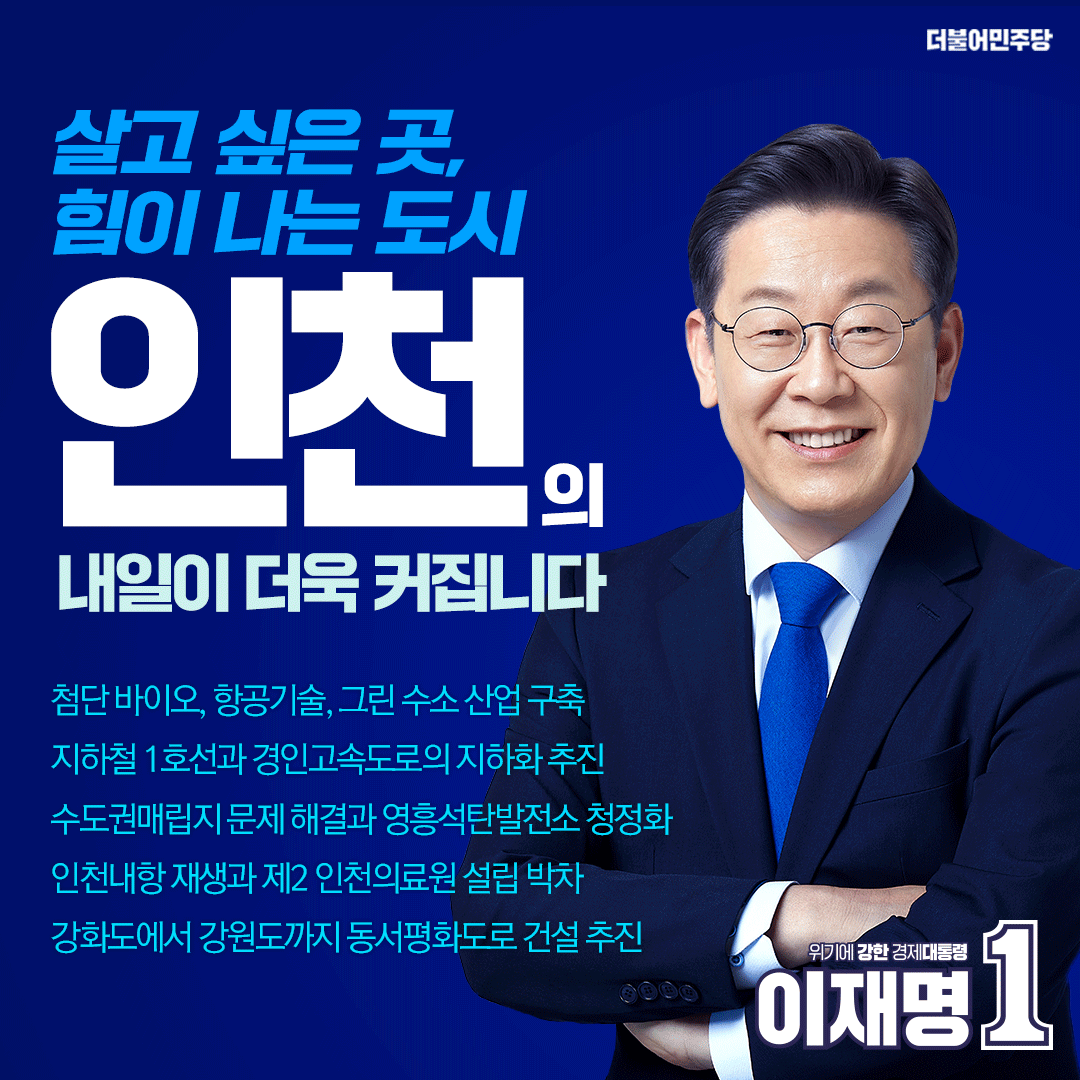 더불어민주당
살고 싶은 곳,
힘이 나는 도시
인천의
내일이 더욱 커집니다
첨단 바이오, 항공기술, 그린 수소 산업 구축
지하철 1호선과 경인고속도로의 지하화 추진
수도권매립지 문제 해결과 영흥석탄발전소 청정화
인천내항 재생과 제2 인천의료원 설립 박차
강화도에서 강원도까지 동서평화도로 건설 추진
위기에 강한 경제대통령
이재명 1